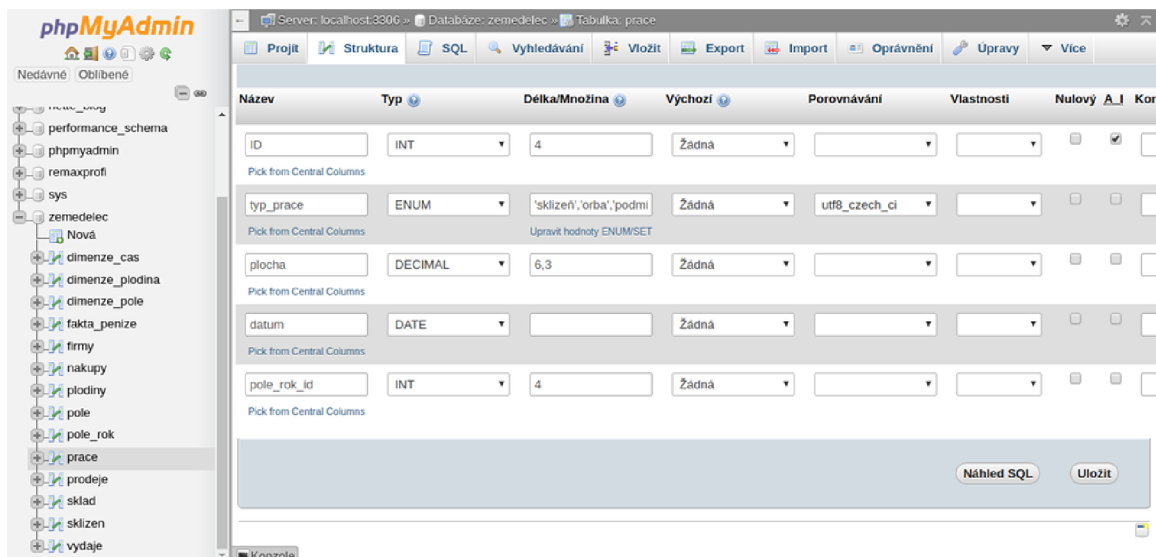 phpMyAdmin
Nedávné Oblíbené
nette_blog
performance_schema
phpmyadmin
remaxprofi
sys
zemedelec
Nová
dimenze_cas
dimenze_plodina
dimenze_pole
fakta_penize
firmy
nakupy
plodiny
pole
pole_rok
prace
prodeje
sklad
sklizen
vydaje
Server: localhost:3306 » Databáze: zemedelec » Tabulka: prace
Projít Struktura SQL Vyhledávání Vložit Export Import Oprávnění Úpravy Více
Název Typ Délka/Množina Výchozí Porovnávání Vlastnosti Nulový A_I Kor
ID INT 4 Žádná
Pick from Central Columns
typ_prace ENUM 'sklizeň','orba','podmi Žádná utf8_czech_ci
Pick from Central Columns Upravit hodnoty ENUM/SET
plocha DECIMAL 6,3 Žádná
Pick from Central Columns
datum DATE Žádná
Pick from Central Columns
pole_rok_id INT 4 Žádná
Pick from Central Columns
Náhled SQL Uložit
Konzole